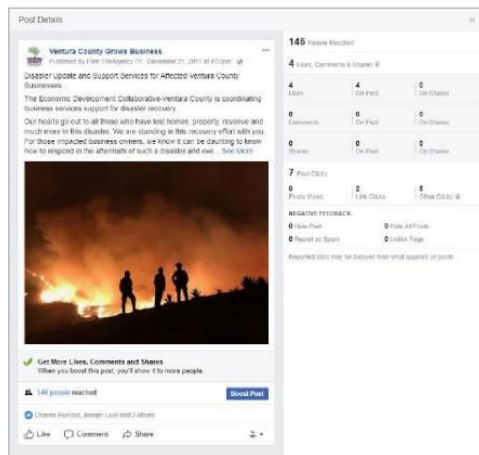 Post Details
Ventura County Grows Business
December 21, 2017 at 4:52pm
Disaster Update and Support Services for Affected Ventura County
Businesses...
The Economic Development Collaborative-Ventura County is coordinating
business services support for disaster recovery.
Our hearts go out to all those who have lost homes, property, revenue and
much more in this disaster. We are standing in this recovery effort with you.
For those impacted business owners, we know it can be daunting to know
how to respond in the aftermath of such a disaster and eve... See More
Get More Likes, Comments and Shares
When you boost this post, you'll show it to more people.
146 people reached
Boost Post
and 2 others
Like Comment Share
146 People Reached
4 Likes, Comments & Shares
4 4 0
Likes On Post On Shares
0 0 0
Comments On Post On Shares
0 0 0
Shares On Post On Shares
7 Post Clicks
0 2 5
Photo Views Link Clicks Other Clicks
NEGATIVE FEEDBACK
0 Hide Post 0 Hide All Posts
0 Report as Spam 0 Unlike Page
Reported stats may be delayed from what appears on posts